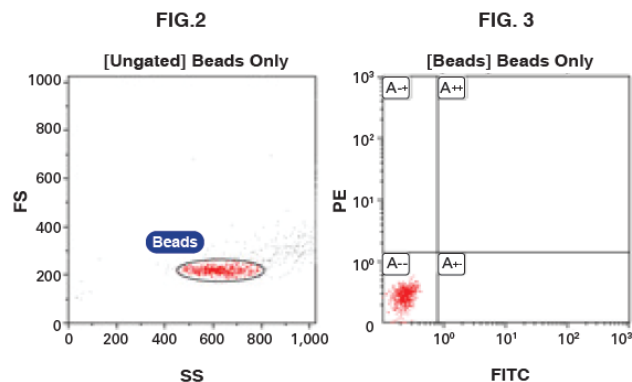 FIG.2
[Ungated] Beads Only
1000
800
600
400
200
0
FS
Beads
0 200 400 600 800 1,000
SS
FIG. 3
[Beads] Beads Only
10³
10²
10¹
10⁰
0
PE
A-+ A++
A-- A+-
10⁰ 10¹ 10² 10³
FITC